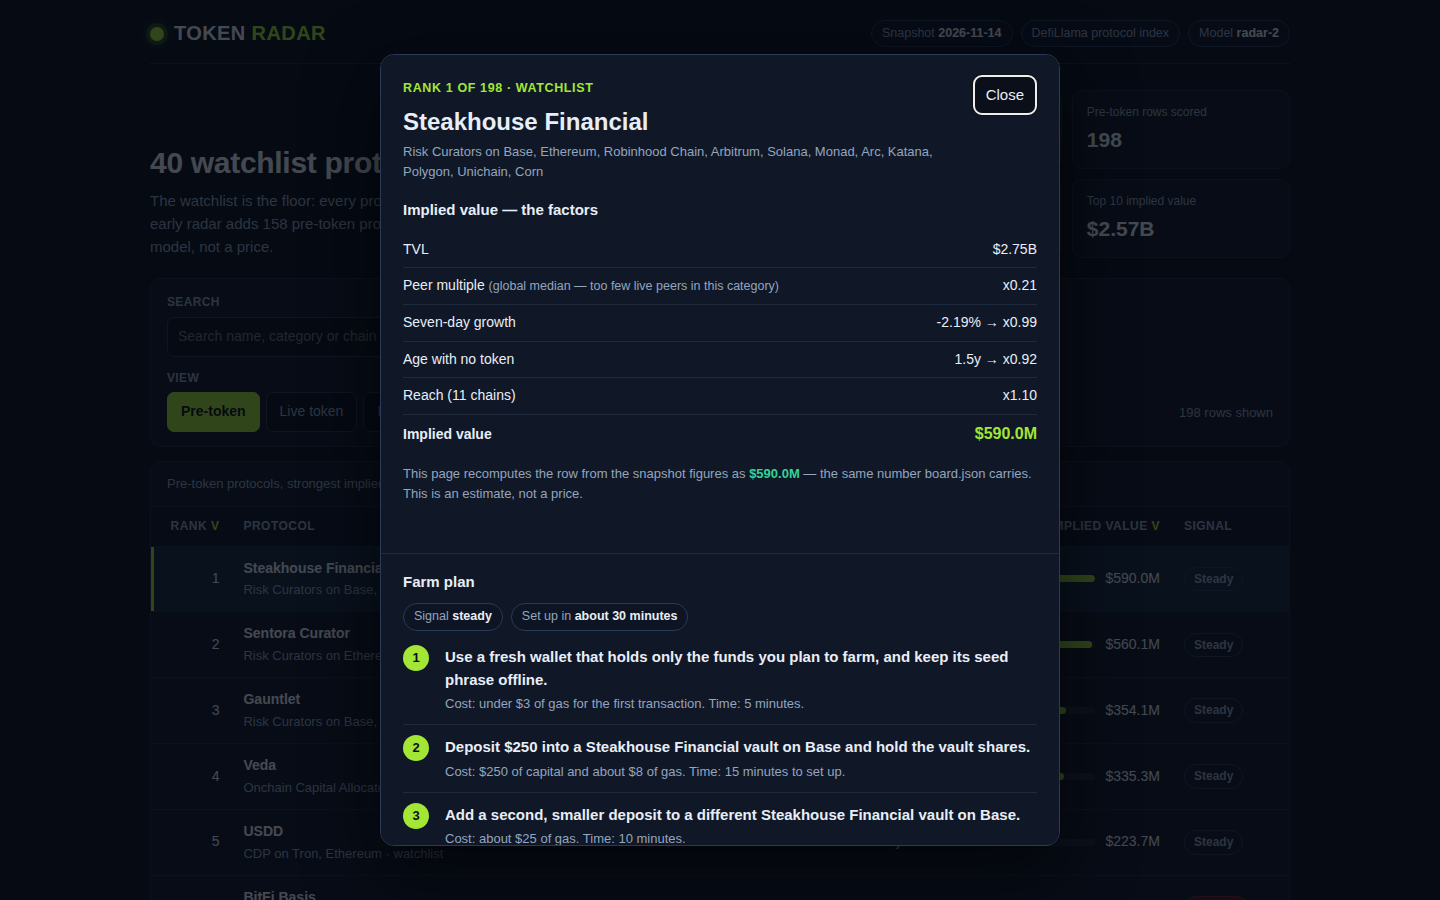 TOKEN RADAR
Snapshot 2026-11-14
DefiLlama protocol index
Model radar-2
40 watchlist prot
The watchlist is the floor: every pro
early radar adds 158 pre-token pro
model, not a price.
Pre-token rows scored
198
Top 10 implied value
$2.57B
SEARCH
Search name, category or chain
VIEW
Pre-token
Live token
198 rows shown
Pre-token protocols, strongest implie
RANK V PROTOCOL
MPLIED VALUE V SIGNAL
1
Steakhouse Financia
Risk Curators on Base,
$590.0M
Steady
2
Sentora Curator
Risk Curators on Ethere
$560.1M
Steady
3
Gauntlet
Risk Curators on Base,
$354.1M
Steady
4
Veda
Onchain Capital Allocat
$335.3M
Steady
5
USDD
CDP on Tron, Ethereum · watchlist
$223.7M
Steady
BitFi Basis
RANK 1 OF 198 · WATCHLIST
Close
Steakhouse Financial
Risk Curators on Base, Ethereum, Robinhood Chain, Arbitrum, Solana, Monad, Arc, Katana,
Polygon, Unichain, Corn
Implied value — the factors
TVL $2.75B
Peer multiple (global median — too few live peers in this category) x0.21
Seven-day growth -2.19% → x0.99
Age with no token 1.5y → x0.92
Reach (11 chains) x1.10
Implied value $590.0M
This page recomputes the row from the snapshot figures as $590.0M — the same number board.json carries.
This is an estimate, not a price.
Farm plan
Signal steady
Set up in about 30 minutes
1
Use a fresh wallet that holds only the funds you plan to farm, and keep its seed
phrase offline.
Cost: under $3 of gas for the first transaction. Time: 5 minutes.
2
Deposit $250 into a Steakhouse Financial vault on Base and hold the vault shares.
Cost: $250 of capital and about $8 of gas. Time: 15 minutes to set up.
3
Add a second, smaller deposit to a different Steakhouse Financial vault on Base.
Cost: about $25 of gas. Time: 10 minutes.